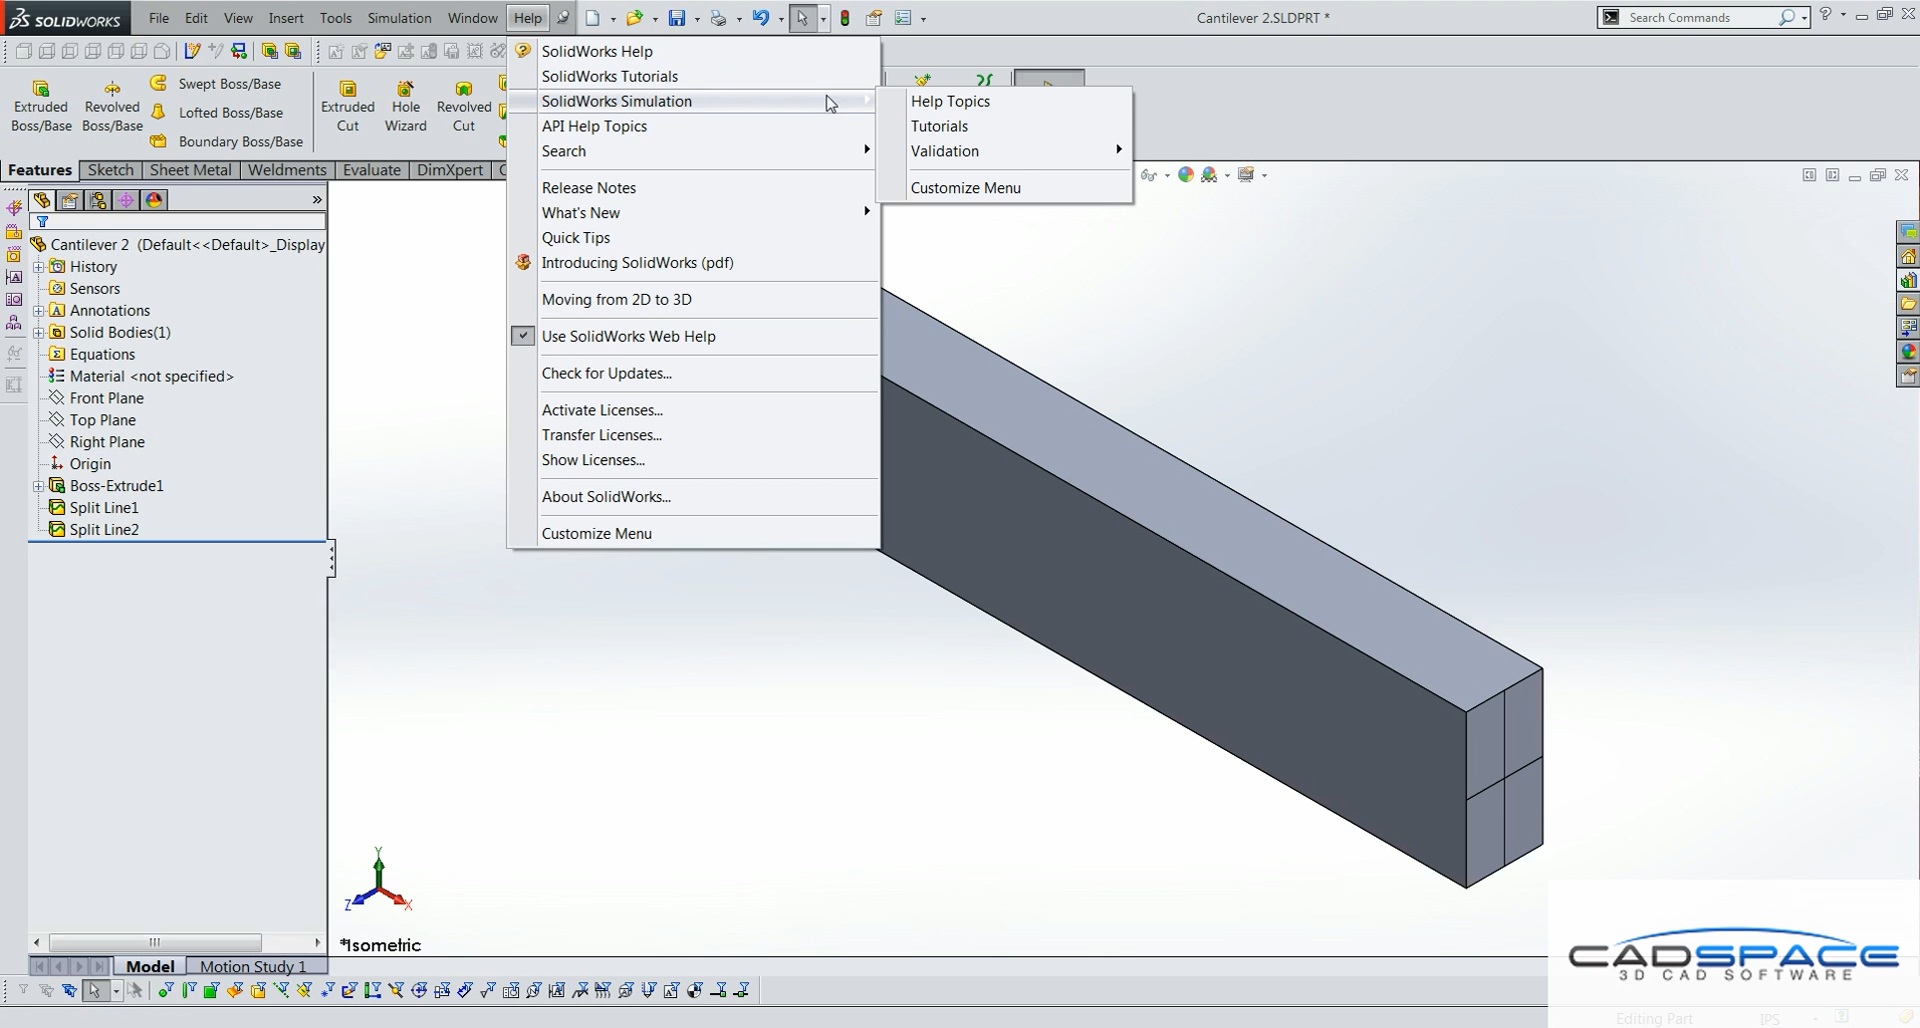 SOLIDWORKS File Edit View Insert Tools Simulation Window Help Cantilever 2.SLDPRT * Search Commands
SolidWorks Help
SolidWorks Tutorials
SolidWorks Simulation
API Help Topics
Search
Release Notes
What's New
Quick Tips
Introducing SolidWorks (pdf)
Moving from 2D to 3D
Use SolidWorks Web Help
Check for Updates...
Activate Licenses...
Transfer Licenses...
Show Licenses...
About SolidWorks...
Customize Menu
Help Topics
Tutorials
Validation
Customize Menu
Extruded Boss/Base
Revolved Boss/Base
Swept Boss/Base
Lofted Boss/Base
Boundary Boss/Base
Extruded Cut
Hole Wizard
Revolved Cut
Features Sketch Sheet Metal Weldments Evaluate DimXpert
Cantilever 2 (Default<<Default>_Display
History
Sensors
Annotations
Solid Bodies(1)
Equations
Material <not specified>
Front Plane
Top Plane
Right Plane
Origin
Boss-Extrude1
Split Line1
Split Line2
Y
Z
X
*Isometric
Model Motion Study 1
CADSPACE
3D CAD SOFTWARE
Editing Part IPS